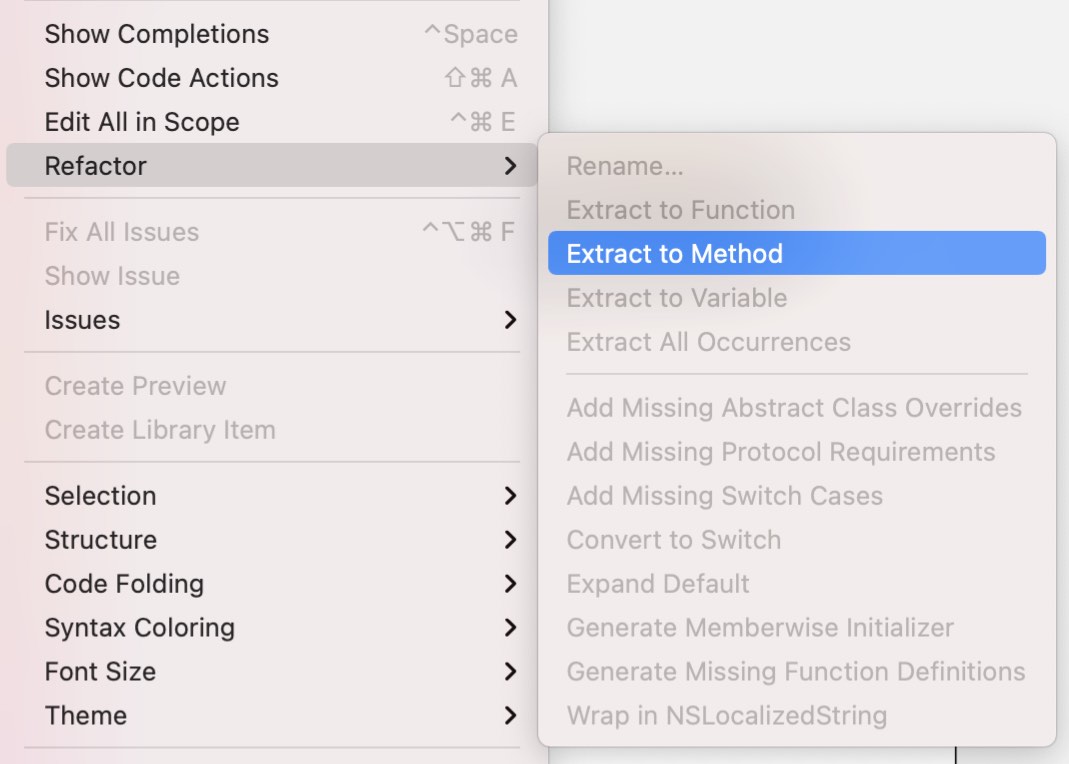 Show Completions ^Space
Show Code Actions ⇧⌘ A
Edit All in Scope ^⌘ E
Refactor
Fix All Issues ^⌥⌘ F
Show Issue
Issues
Create Preview
Create Library Item
Selection
Structure
Code Folding
Syntax Coloring
Font Size
Theme
Rename...
Extract to Function
Extract to Method
Extract to Variable
Extract All Occurrences
Add Missing Abstract Class Overrides
Add Missing Protocol Requirements
Add Missing Switch Cases
Convert to Switch
Expand Default
Generate Memberwise Initializer
Generate Missing Function Definitions
Wrap in NSLocalizedString